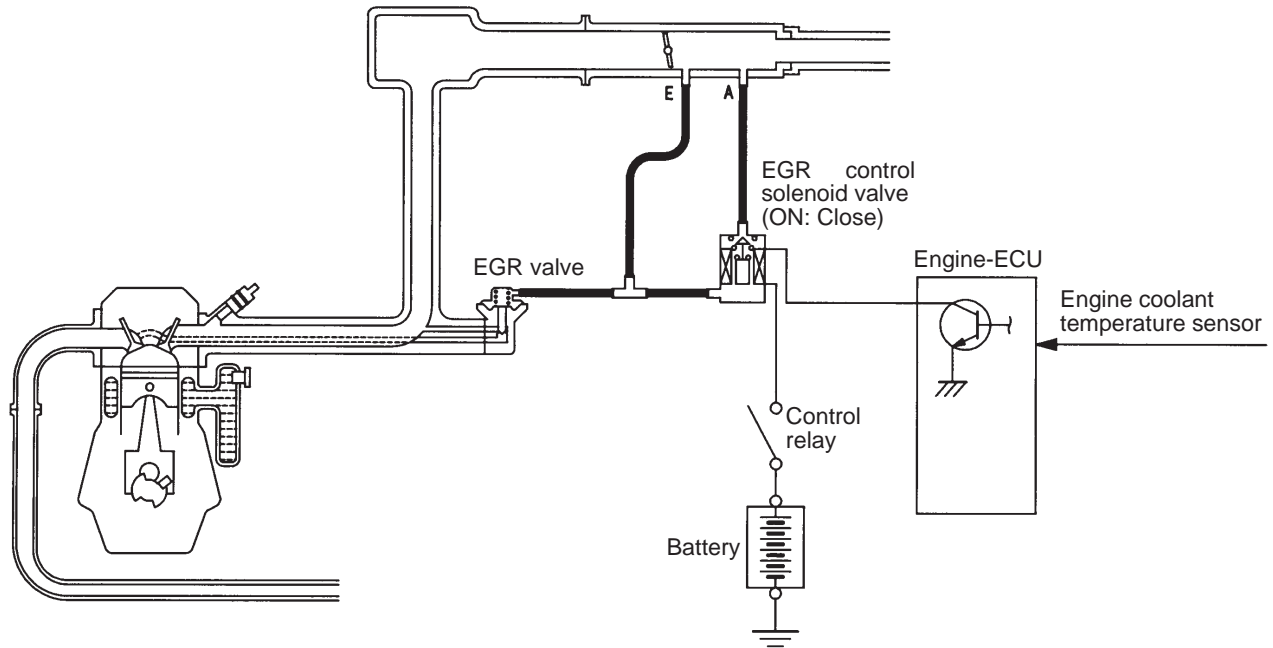 E
A
EGR control
solenoid valve
(ON: Close)
EGR valve
Engine-ECU
Engine coolant
temperature sensor
Control
relay
Battery